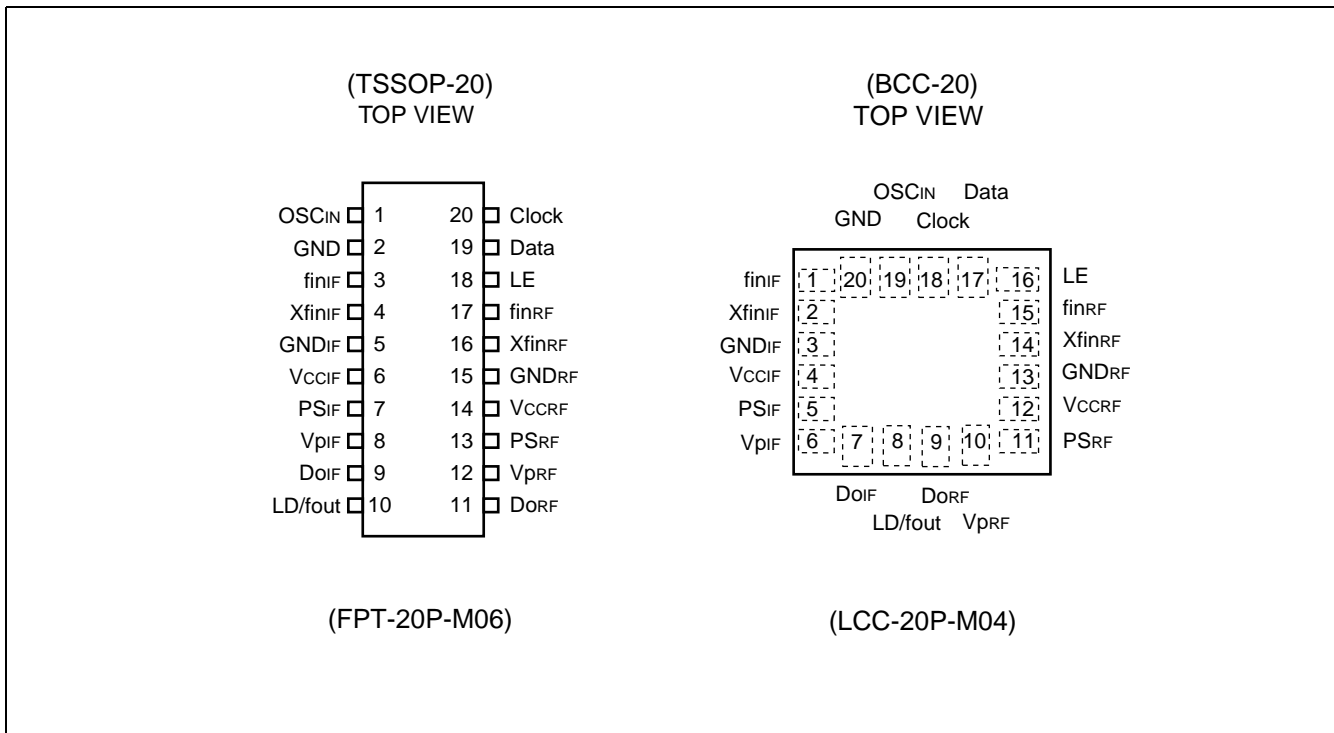 (TSSOP-20)
TOP VIEW
OSCIN 1 20 Clock
GND 2 19 Data
finIF 3 18 LE
XfinIF 4 17 finRF
GNDIF 5 16 XfinRF
VCCIF 6 15 GNDRF
PSIF 7 14 VCCRF
VpIF 8 13 PSRF
DoIF 9 12 VpRF
LD/fout 10 11 DoRF
(FPT-20P-M06)
(BCC-20)
TOP VIEW
OSCIN Data
GND Clock
finIF 1 20 19 18 17 16 LE
XfinIF 2 15 finRF
GNDIF 3 14 XfinRF
VCCIF 4 13 GNDRF
PSIF 5 12 VCCRF
VpIF 6 7 8 9 10 11 PSRF
DoIF DoRF
LD/fout VpRF
(LCC-20P-M04)